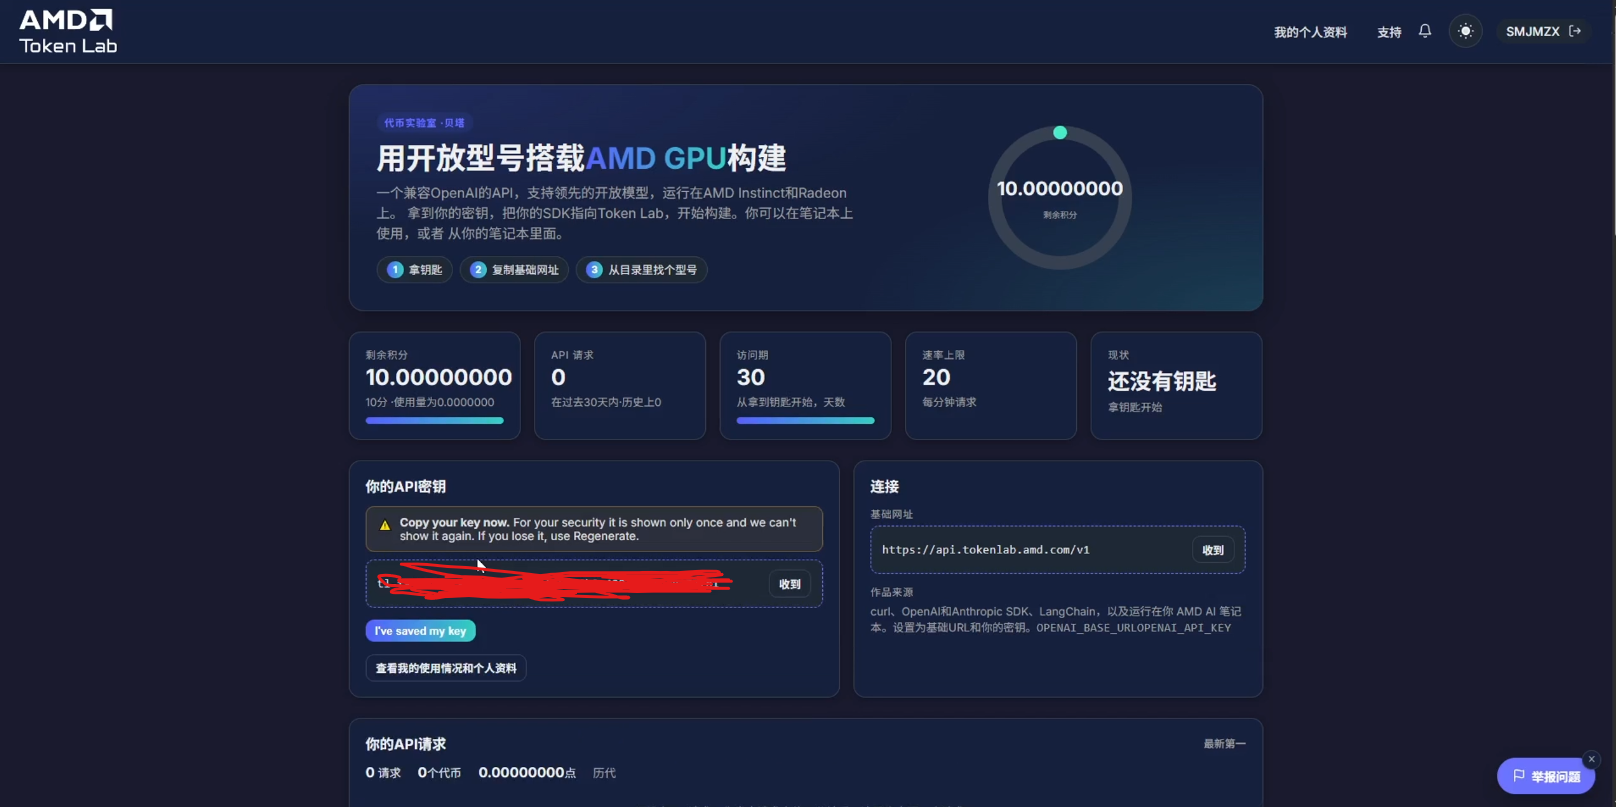 AMD
Token Lab
我的个人资料
支持
SMJMZX
代币实验室 ·贝塔
用开放型号搭载AMD GPU构建
一个兼容OpenAI的API，支持领先的开放模型，运行在AMD Instinct和Radeon
上。 拿到你的密钥，把你的SDK指向Token Lab，开始构建。你可以在笔记本上
使用，或者 从你的笔记本里面。
1 拿钥匙
2 复制基础网址
3 从目录里找个型号
10.00000000
剩余积分
剩余积分
10.00000000
10分 ·使用量为0.0000000
API 请求
0
在过去30天内·历史上0
访问期
30
从拿到钥匙开始，天数
速率上限
20
每分钟请求
现状
还没有钥匙
拿钥匙开始
你的API密钥
Copy your key now. For your security it is shown only once and we can't
show it again. If you lose it, use Regenerate.
收到
I've saved my key
查看我的使用情况和个人资料
连接
基础网址
https://api.tokenlab.amd.com/v1
收到
作品来源
curl、OpenAI和Anthropic SDK、LangChain，以及运行在你 AMD AI 笔记
本。设置为基础URL和你的密钥。OPENAI_BASE_URLOPENAI_API_KEY
你的API请求
最新第一
0 请求
0个代币
0.00000000点
历代
举报问题